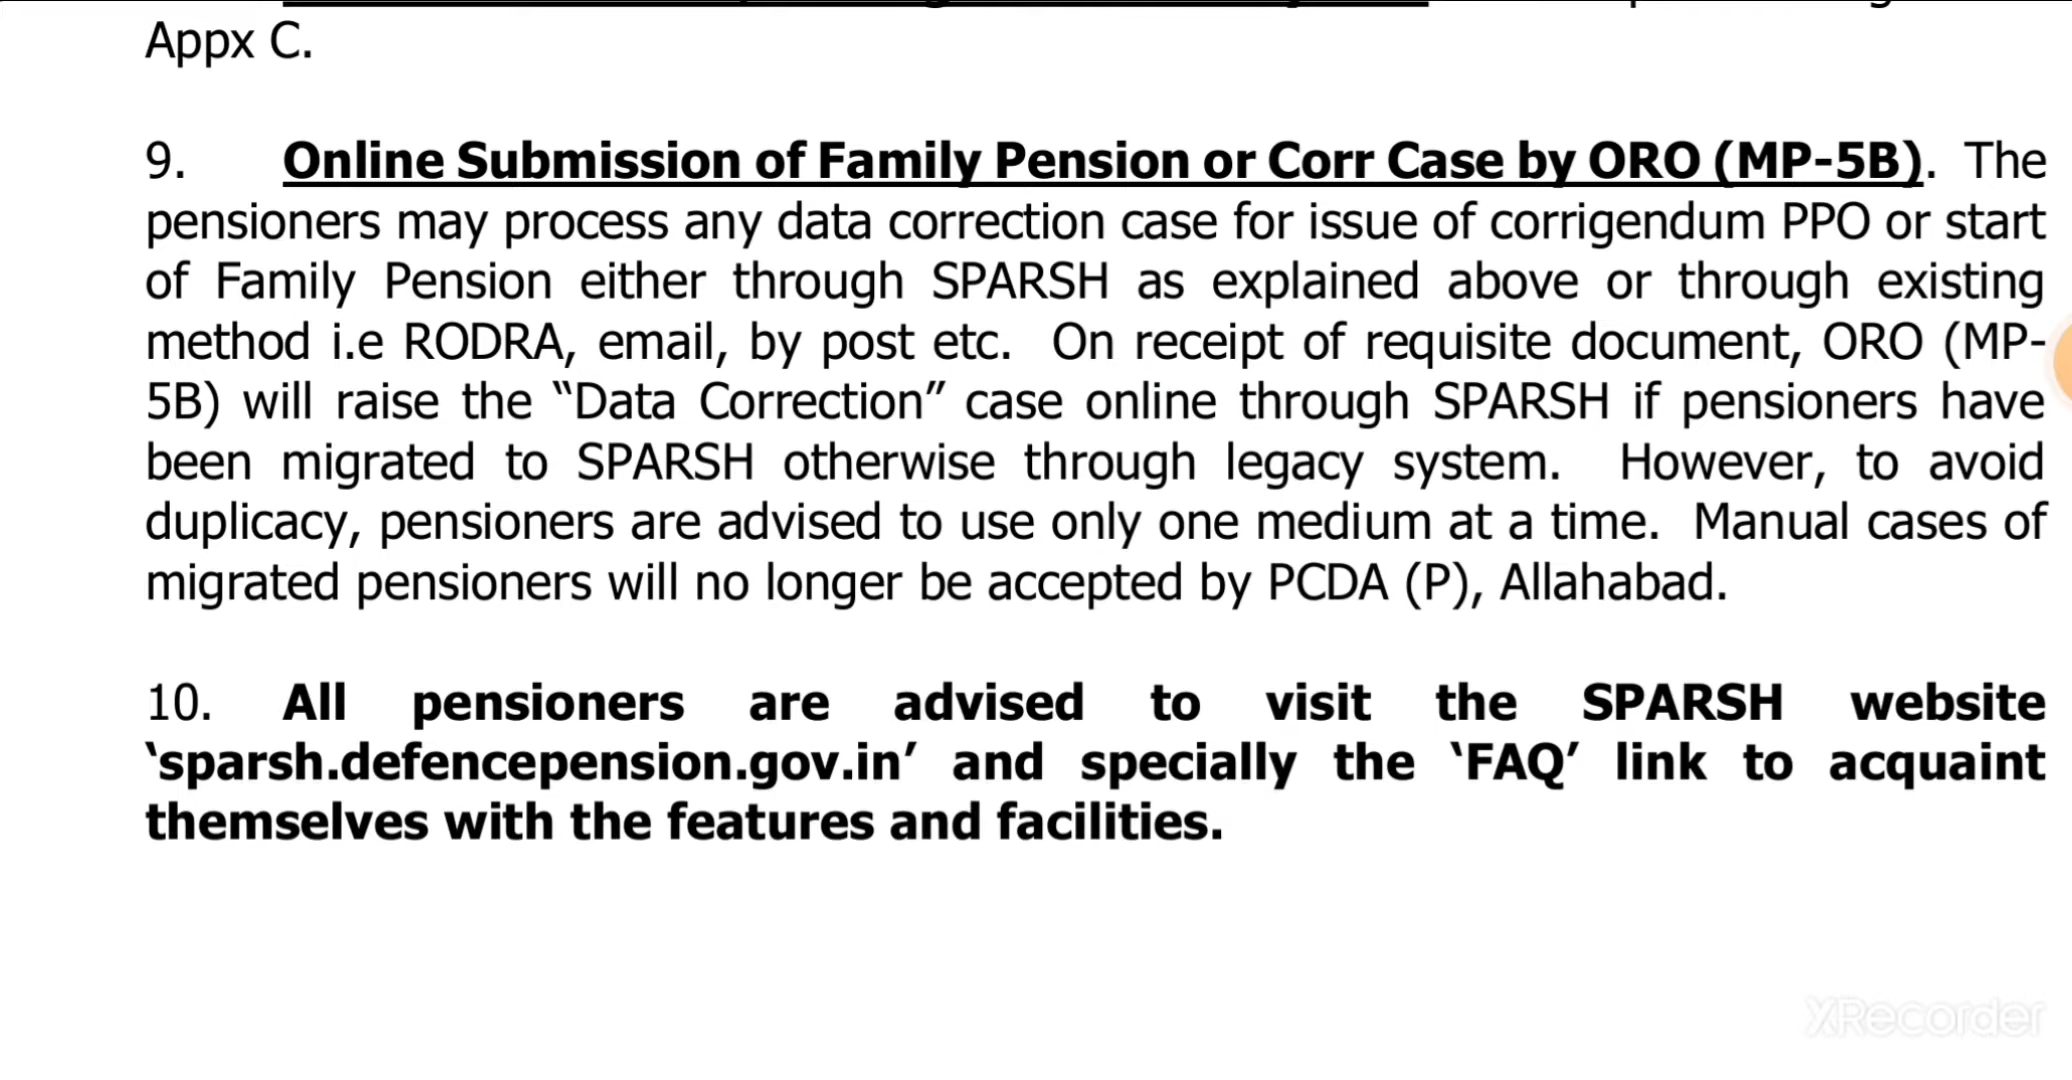 Appx C.
9. Online Submission of Family Pension or Corr Case by ORO (MP-5B). The
pensioners may process any data correction case for issue of corrigendum PPO or start
of Family Pension either through SPARSH as explained above or through existing
method i.e RODRA, email, by post etc. On receipt of requisite document, ORO (MP-
5B) will raise the “Data Correction” case online through SPARSH if pensioners have
been migrated to SPARSH otherwise through legacy system. However, to avoid
duplicacy, pensioners are advised to use only one medium at a time. Manual cases of
migrated pensioners will no longer be accepted by PCDA (P), Allahabad.
10. All pensioners are advised to visit the SPARSH website
‘sparsh.defencepension.gov.in’ and specially the ‘FAQ’ link to acquaint
themselves with the features and facilities.
XRecorder